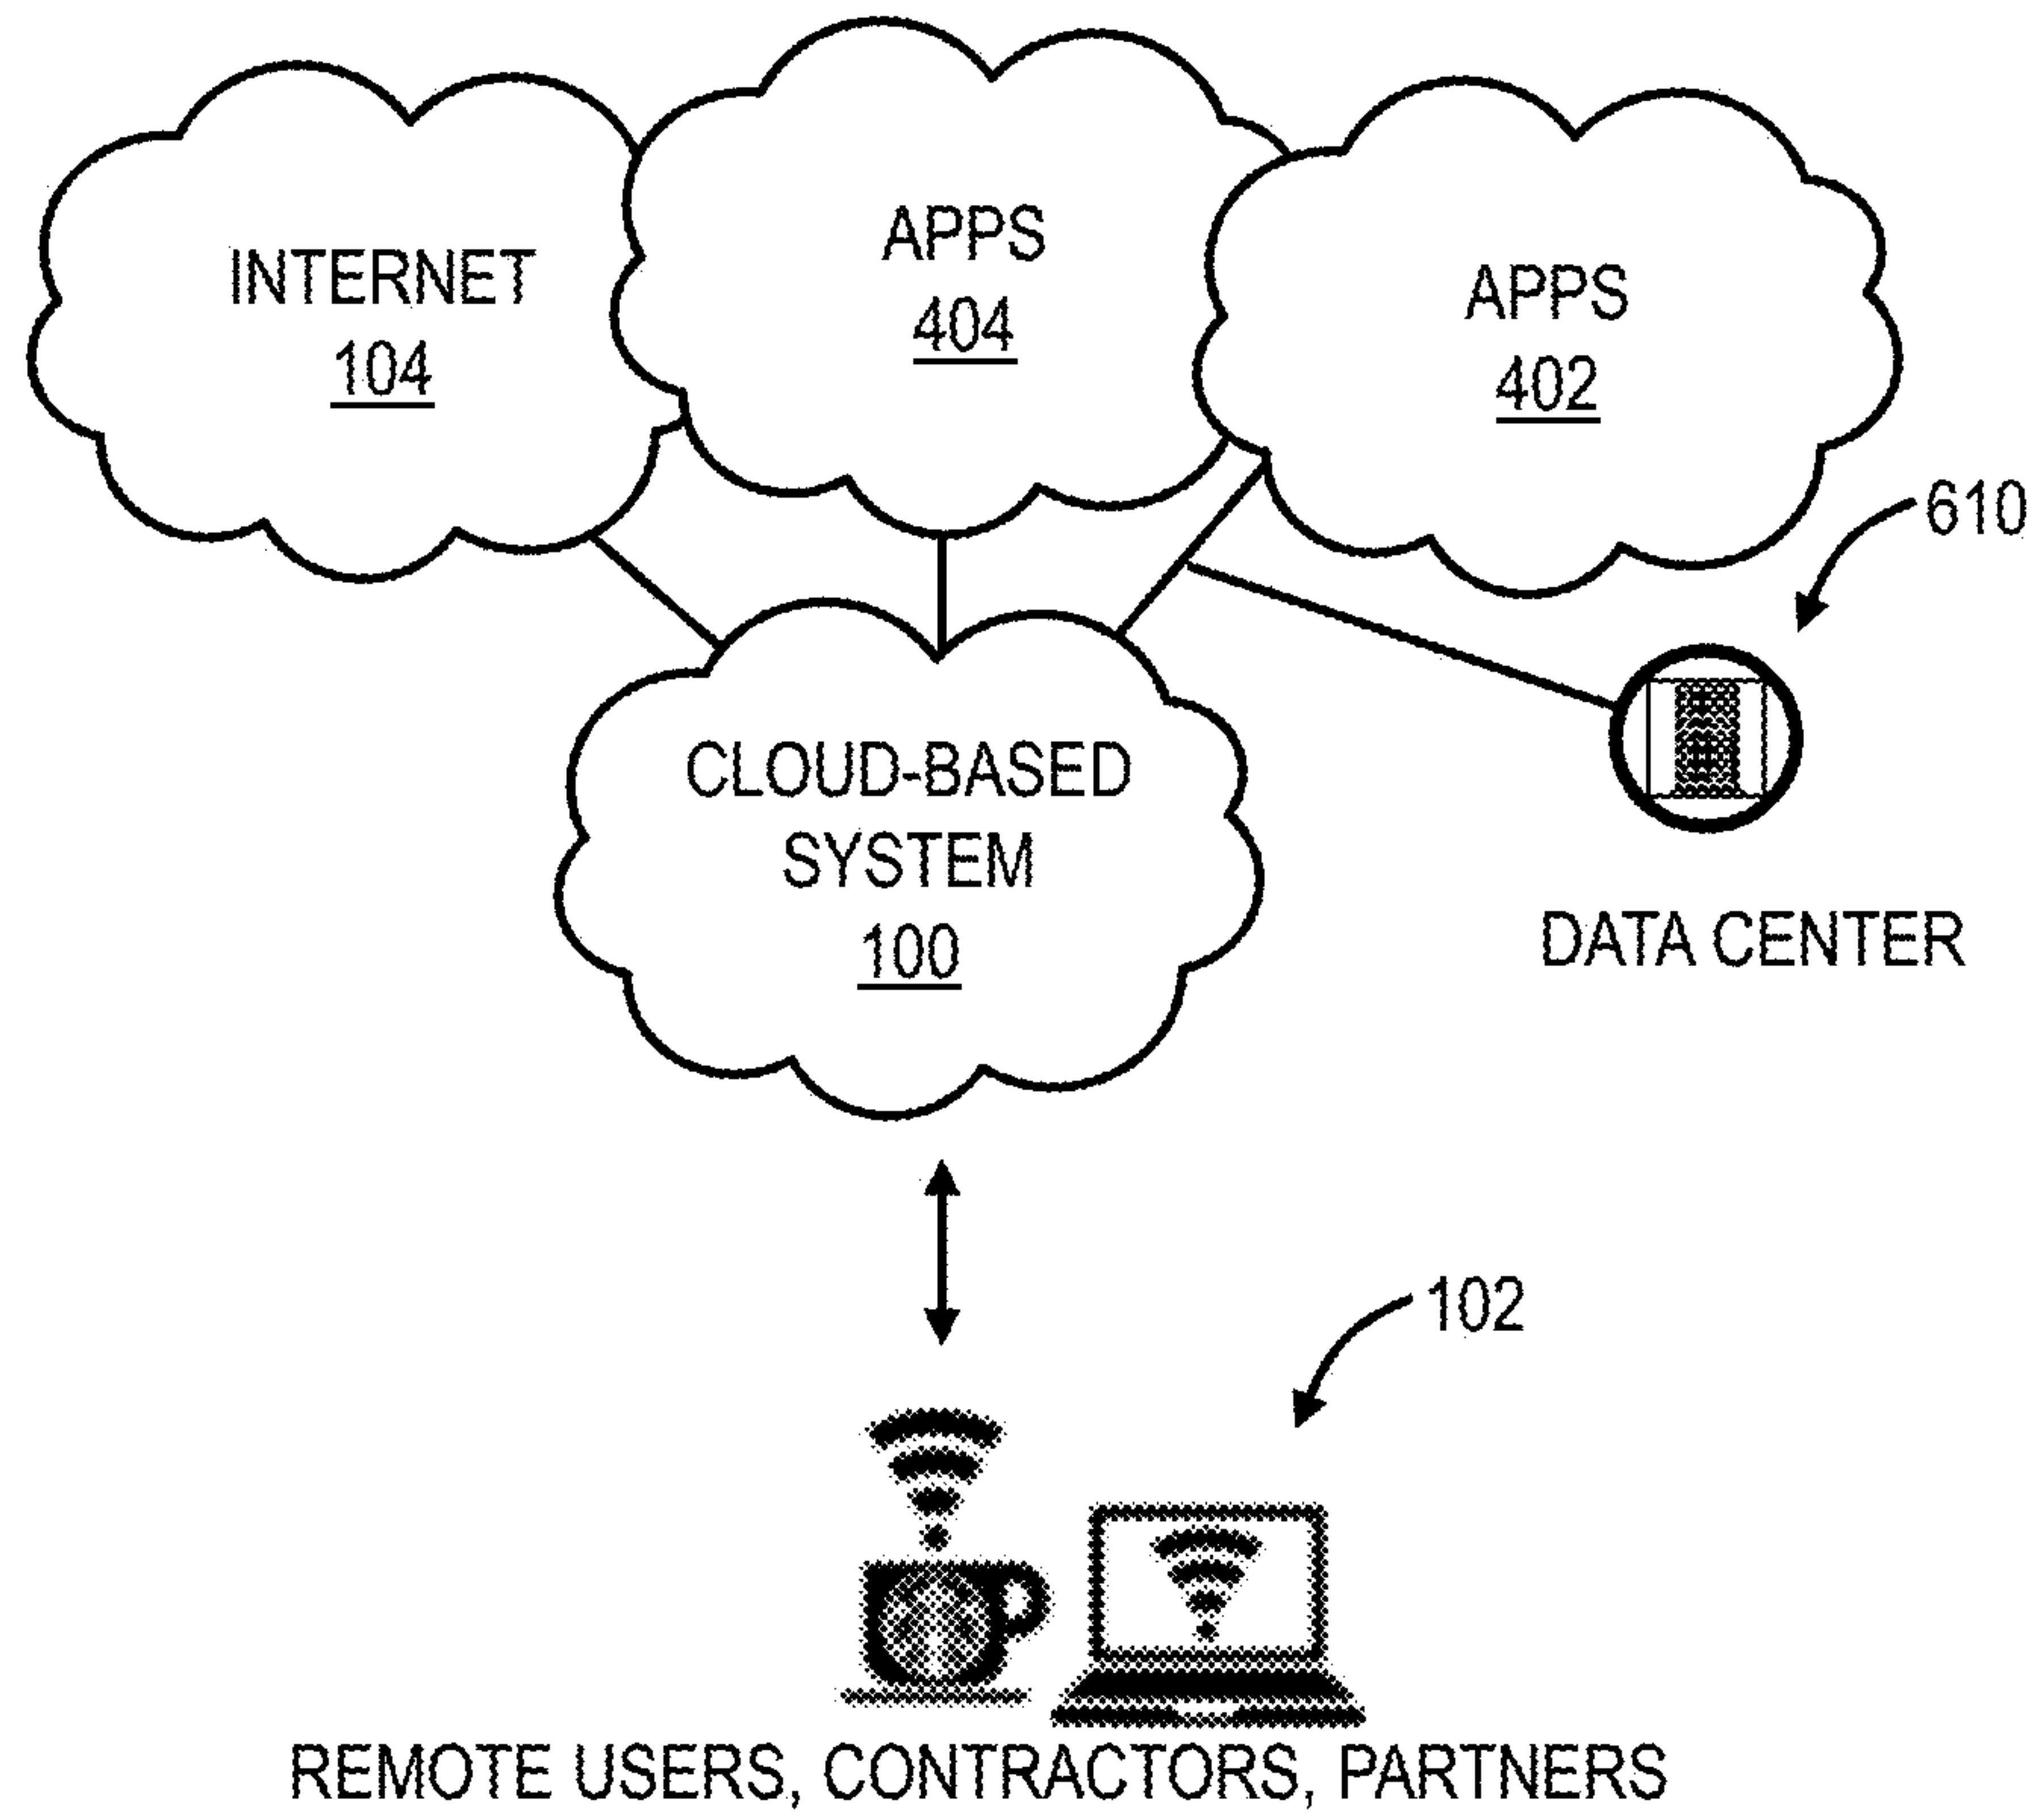 INTERNET
104
APPS
404
APPS
402
610
CLOUD-BASED
SYSTEM
100
DATA CENTER
102
REMOTE USERS, CONTRACTORS, PARTNERS